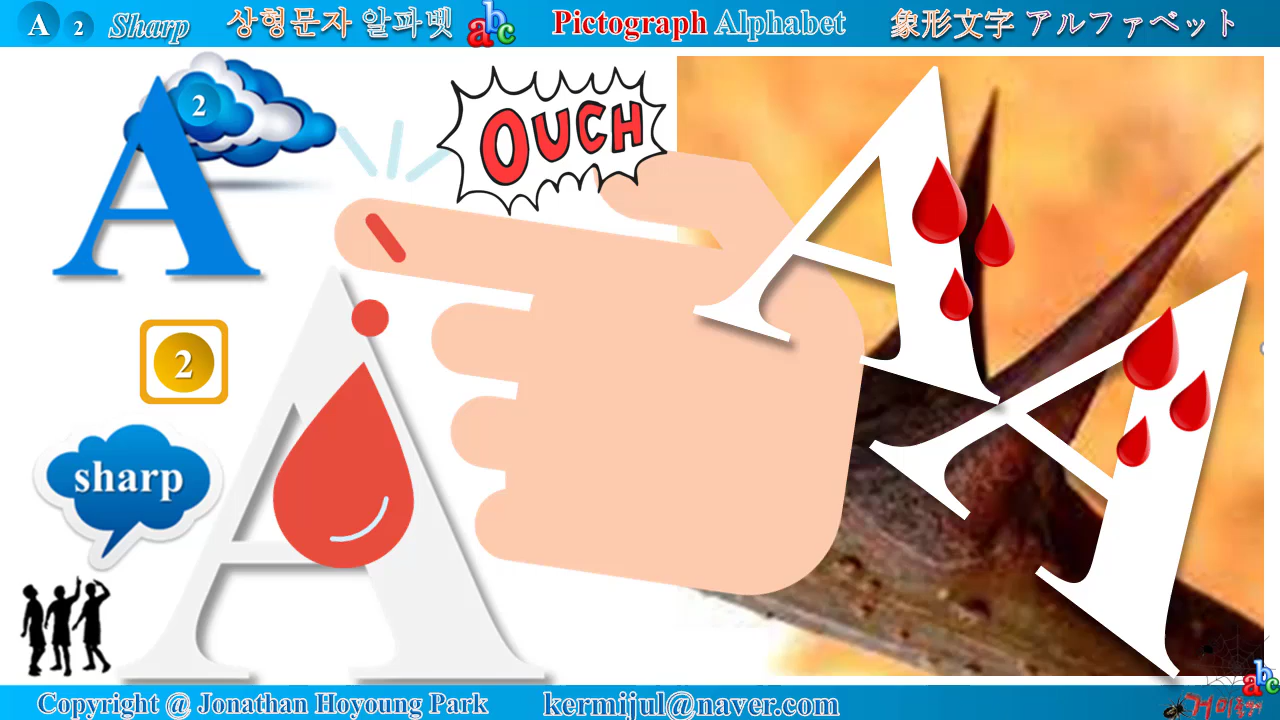 A 2 Sharp 상형문자 알파벳 abc Pictograph Alphabet 象形文字 アルファベット
A 2
OUCH
A
A
2
A
sharp
Copyright @ Jonathan Hoyoung Park kermijul@naver.com
abc